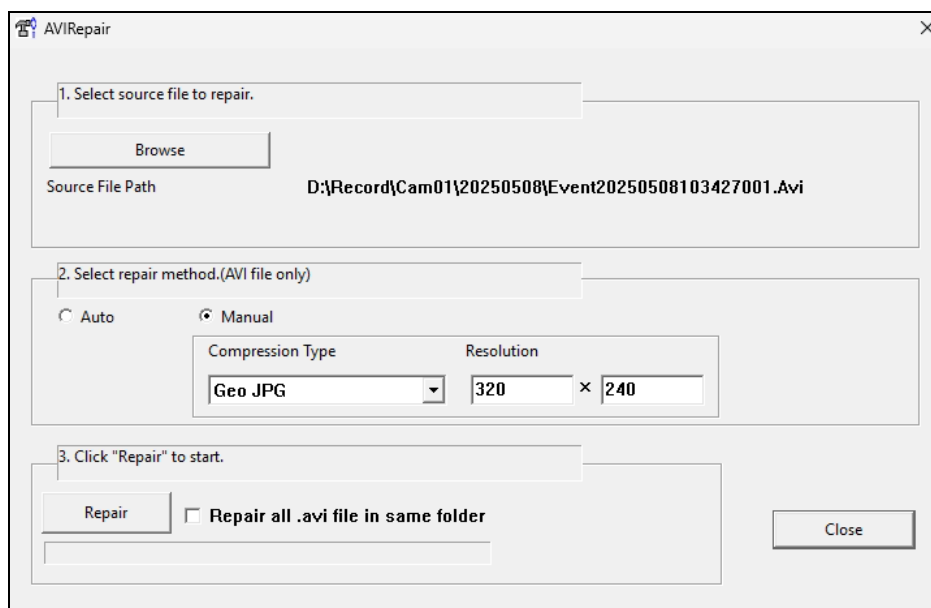 AVIRepair
1. Select source file to repair.
Browse
Source File Path D:\Record\Cam01\20250508\Event20250508103427001.Avi
2. Select repair method.(AVI file only)
Auto Manual
Compression Type Resolution
Geo JPG 320 × 240
3. Click "Repair" to start.
Repair Repair all .avi file in same folder
Close